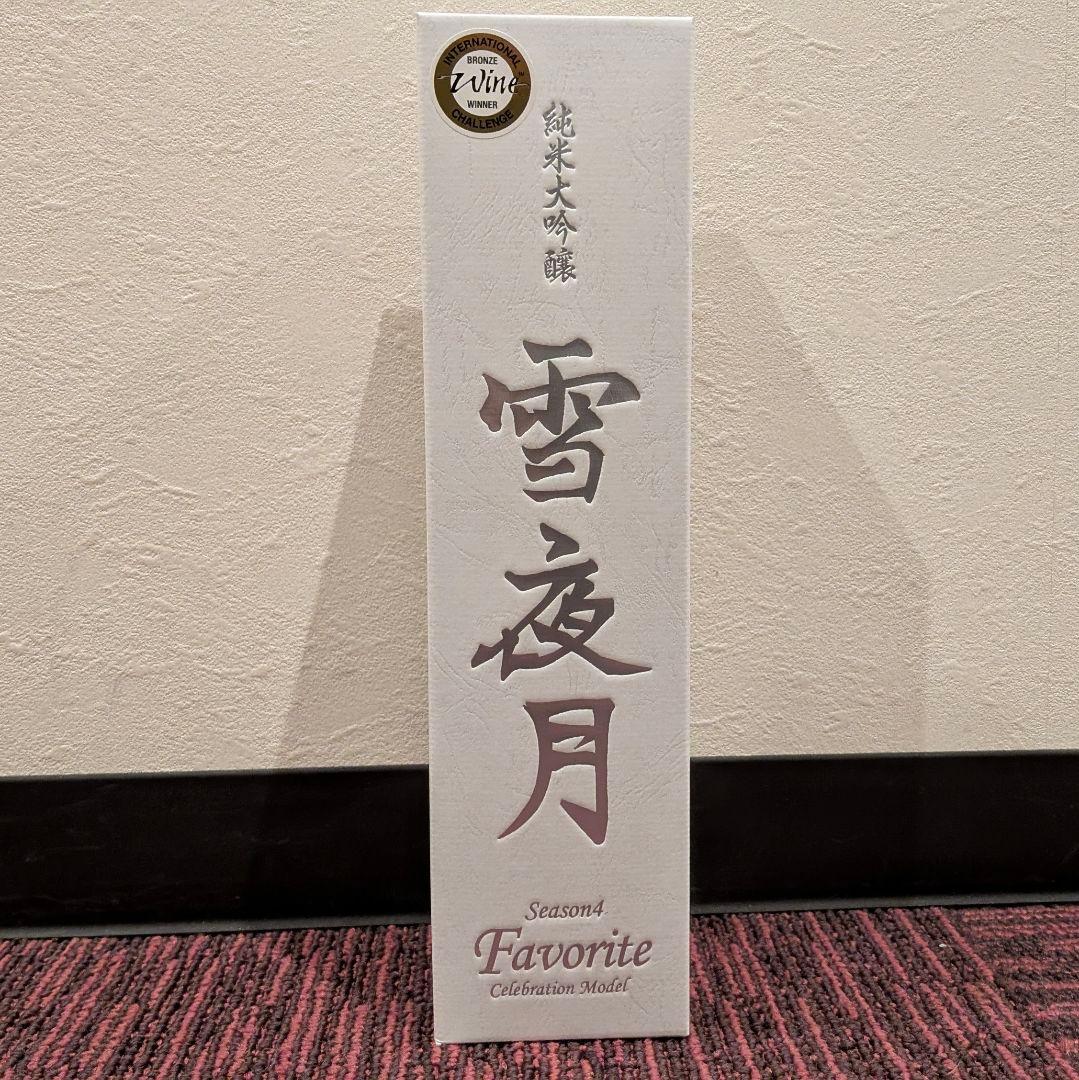 INTERNATIONAL
BRONZE
Wine
WINNER
CHALLENGE
純米大吟醸
雪夜月
Season4
Favorite
Celebration Model